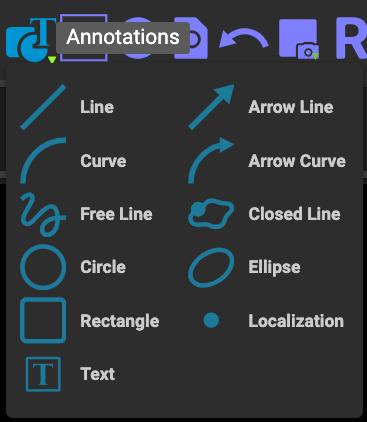 T
Annotations
R
Line
Arrow Line
Curve
Arrow Curve
Free Line
Closed Line
Circle
Ellipse
Rectangle
Localization
T
Text